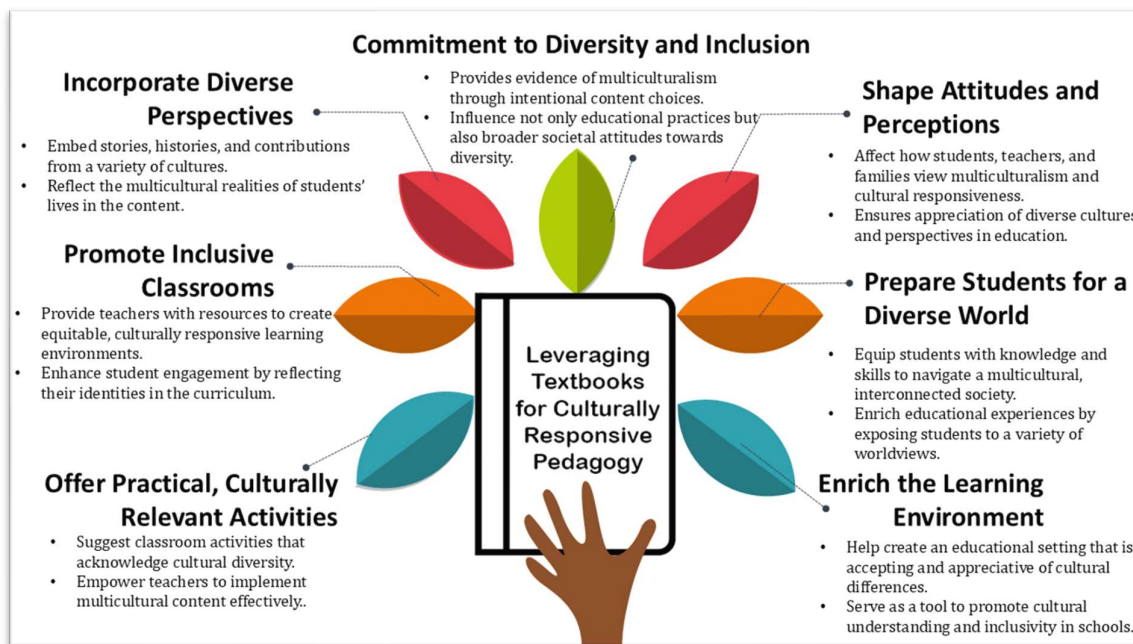 Commitment to Diversity and Inclusion
• Provides evidence of multiculturalism
through intentional content choices.
• Influence not only educational practices but
also broader societal attitudes towards
diversity.
Incorporate Diverse
Perspectives
• Embed stories, histories, and contributions
from a variety of cultures.
• Reflect the multicultural realities of students’
lives in the content.
Promote Inclusive
Classrooms
• Provide teachers with resources to create
equitable, culturally responsive learning
environments.
• Enhance student engagement by reflecting
their identities in the curriculum.
Offer Practical, Culturally
Relevant Activities
• Suggest classroom activities that
acknowledge cultural diversity.
• Empower teachers to implement
multicultural content effectively..
Leveraging
Textbooks
for Culturally
Responsive
Pedagogy
Shape Attitudes and
Perceptions
• Affect how students, teachers, and
families view multiculturalism and
cultural responsiveness.
• Ensures appreciation of diverse cultures
and perspectives in education.
Prepare Students for a
Diverse World
• Equip students with knowledge and
skills to navigate a multicultural,
interconnected society.
• Enrich educational experiences by
exposing students to a variety of
worldviews.
Enrich the Learning
Environment
• Help create an educational setting that is
accepting and appreciative of cultural
differences.
• Serve as a tool to promote cultural
understanding and inclusivity in schools.